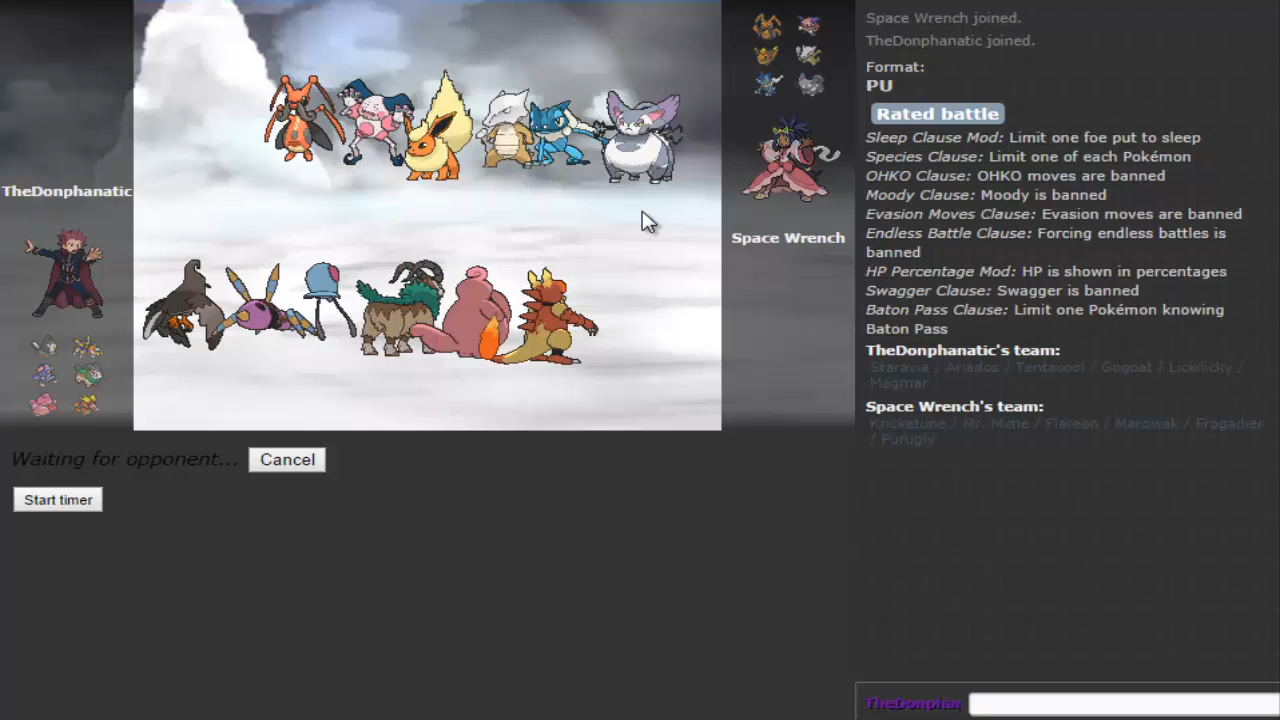 Space Wrench joined.
TheDonphanatic joined.
Format:
PU
Rated battle
Sleep Clause Mod: Limit one foe put to sleep
Species Clause: Limit one of each Pokémon
OHKO Clause: OHKO moves are banned
Moody Clause: Moody is banned
Evasion Moves Clause: Evasion moves are banned
Endless Battle Clause: Forcing endless battles is
banned
HP Percentage Mod: HP is shown in percentages
Swagger Clause: Swagger is banned
Baton Pass Clause: Limit one Pokémon knowing
Baton Pass
TheDonphanatic's team:
Staravia / Ariados / Tentacool / Gogoat / Lickilicky /
Magmar
Space Wrench's team:
Kricketune / Mr. Mime / Flareon / Marowak / Frogadier
/ Purugly
TheDonphanatic
Space Wrench
Waiting for opponent...
Cancel
Start timer
TheDonphar